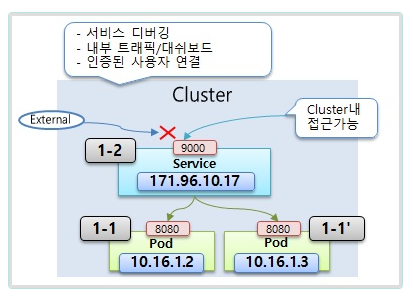 - 서비스 디버깅
- 내부 트래픽/대쉬보드
- 인증된 사용자 연결
Cluster
External
Cluster내
접근가능
9000
1-2
Service
171.96.10.17
1-1
8080
Pod
10.16.1.2
8080
Pod
10.16.1.3
1-1'